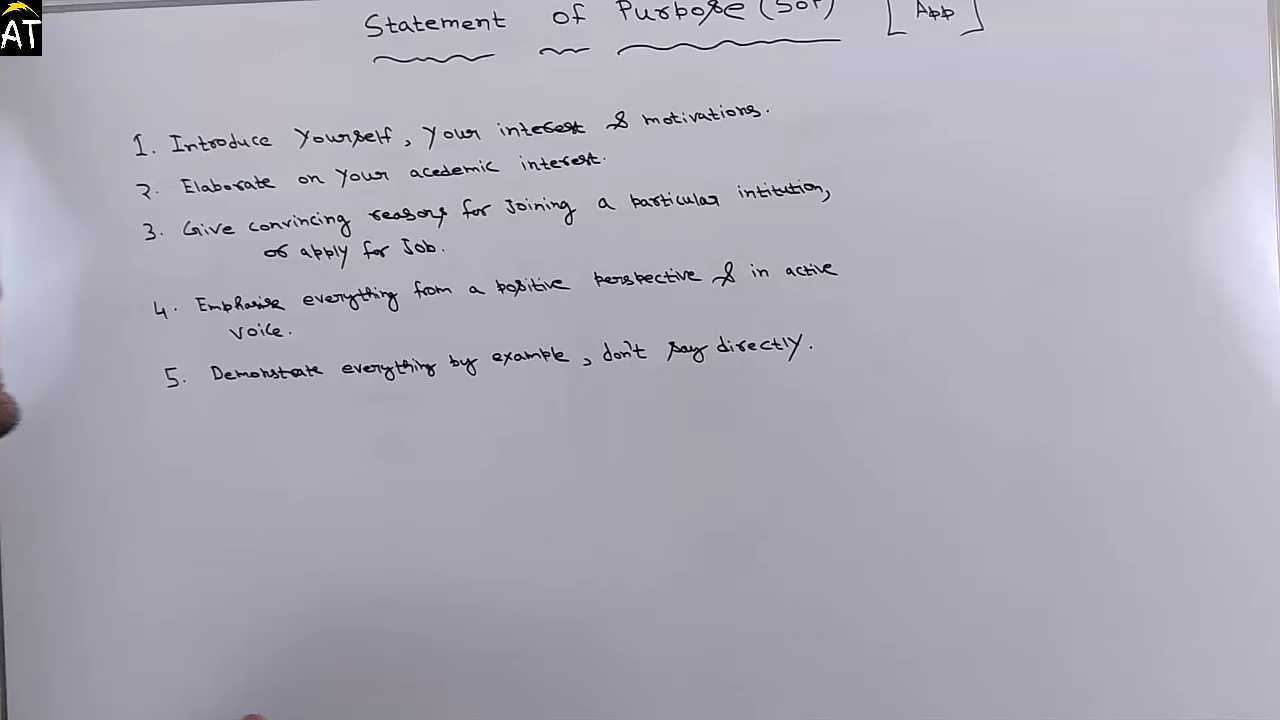 AT
Statement of Purpose (SOP) [App]
1. Introduce Yourself, Your interest & motivations.
2. Elaborate on Your acedemic interest.
3. Give convincing reasons for Joining a particular intitution,
or apply for Job.
4. Emphasise everything from a positive perspective & in active
voice.
5. Demonstrate everything by example, don't say directly.